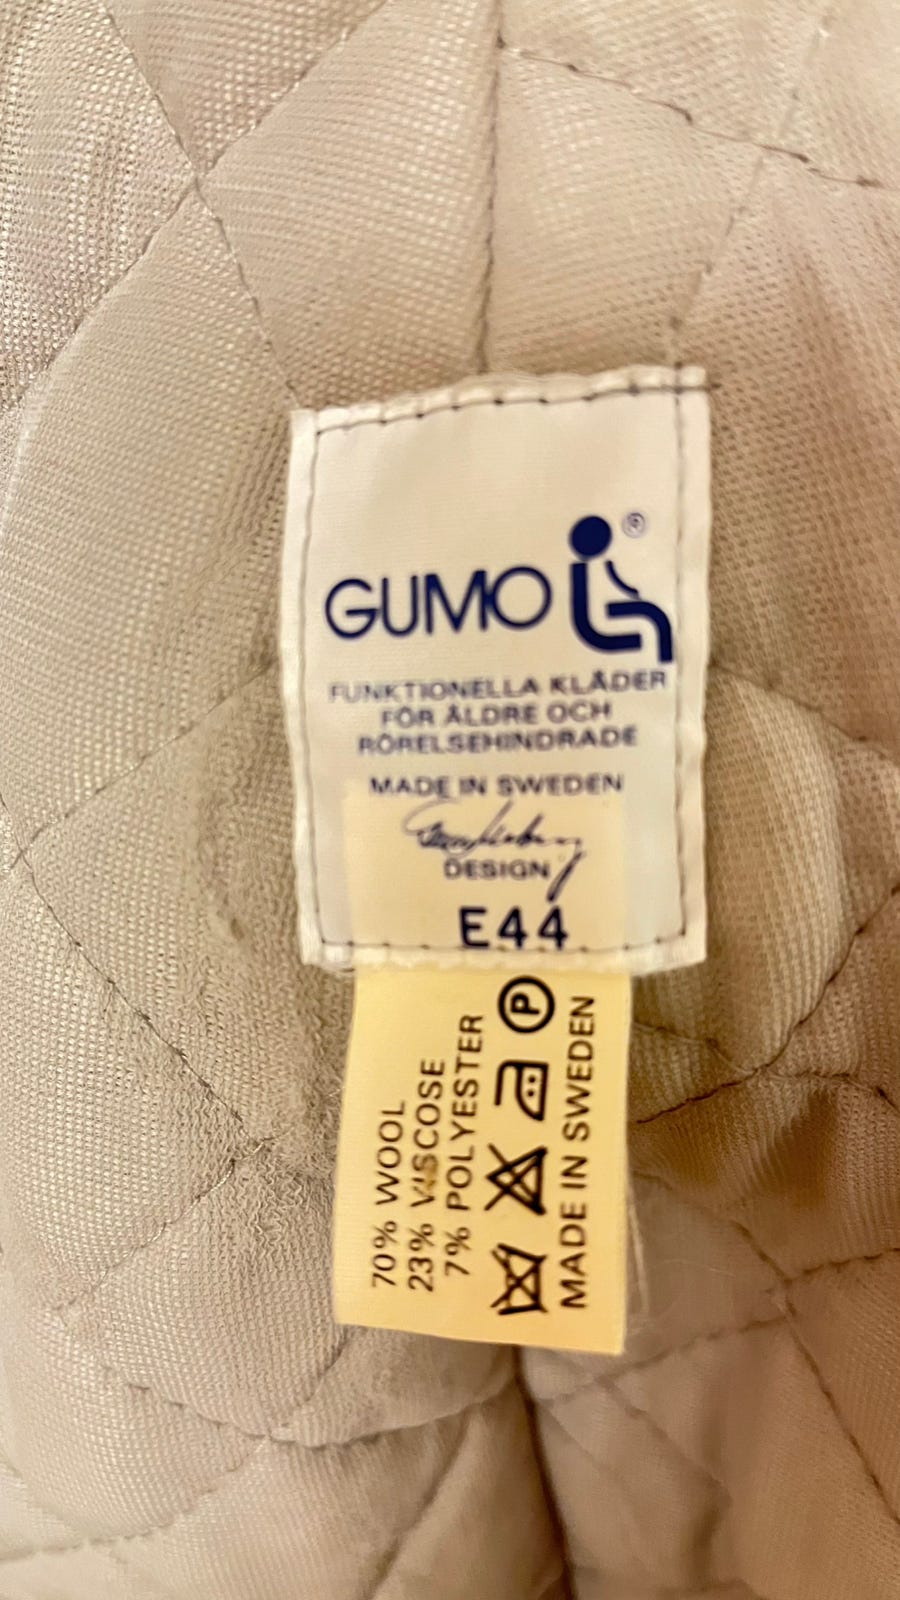 GUMO ®
FUNKTIONELLA KLÄDER
FÖR ÄLDRE OCH
RÖRELSEHINDRADE
MADE IN SWEDEN
DESIGN
E44
70% WOOL
23% VISCOSE
7% POLYESTER
P
MADE IN SWEDEN